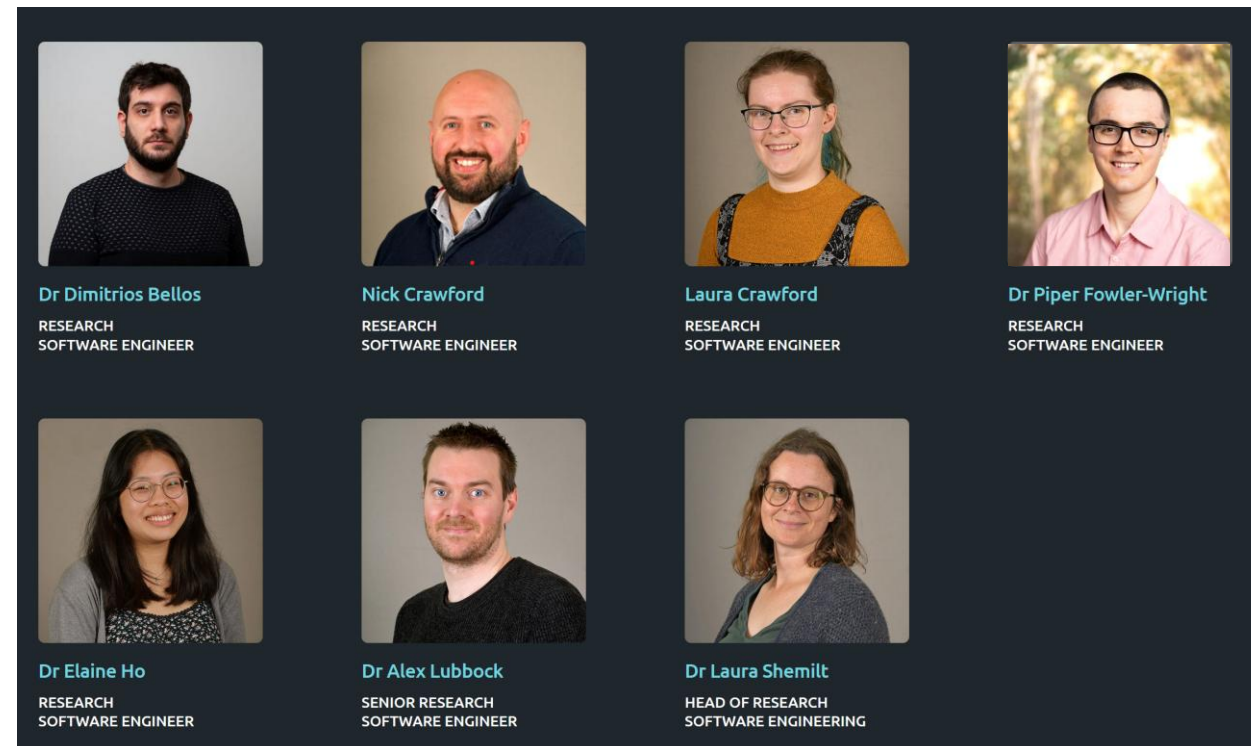 Dr Dimitrios Bellos
RESEARCH
SOFTWARE ENGINEER
Nick Crawford
RESEARCH
SOFTWARE ENGINEER
Laura Crawford
RESEARCH
SOFTWARE ENGINEER
Dr Piper Fowler-Wright
RESEARCH
SOFTWARE ENGINEER
Dr Elaine Ho
RESEARCH
SOFTWARE ENGINEER
Dr Alex Lubbock
SENIOR RESEARCH
SOFTWARE ENGINEER
Dr Laura Shemilt
HEAD OF RESEARCH
SOFTWARE ENGINEERING